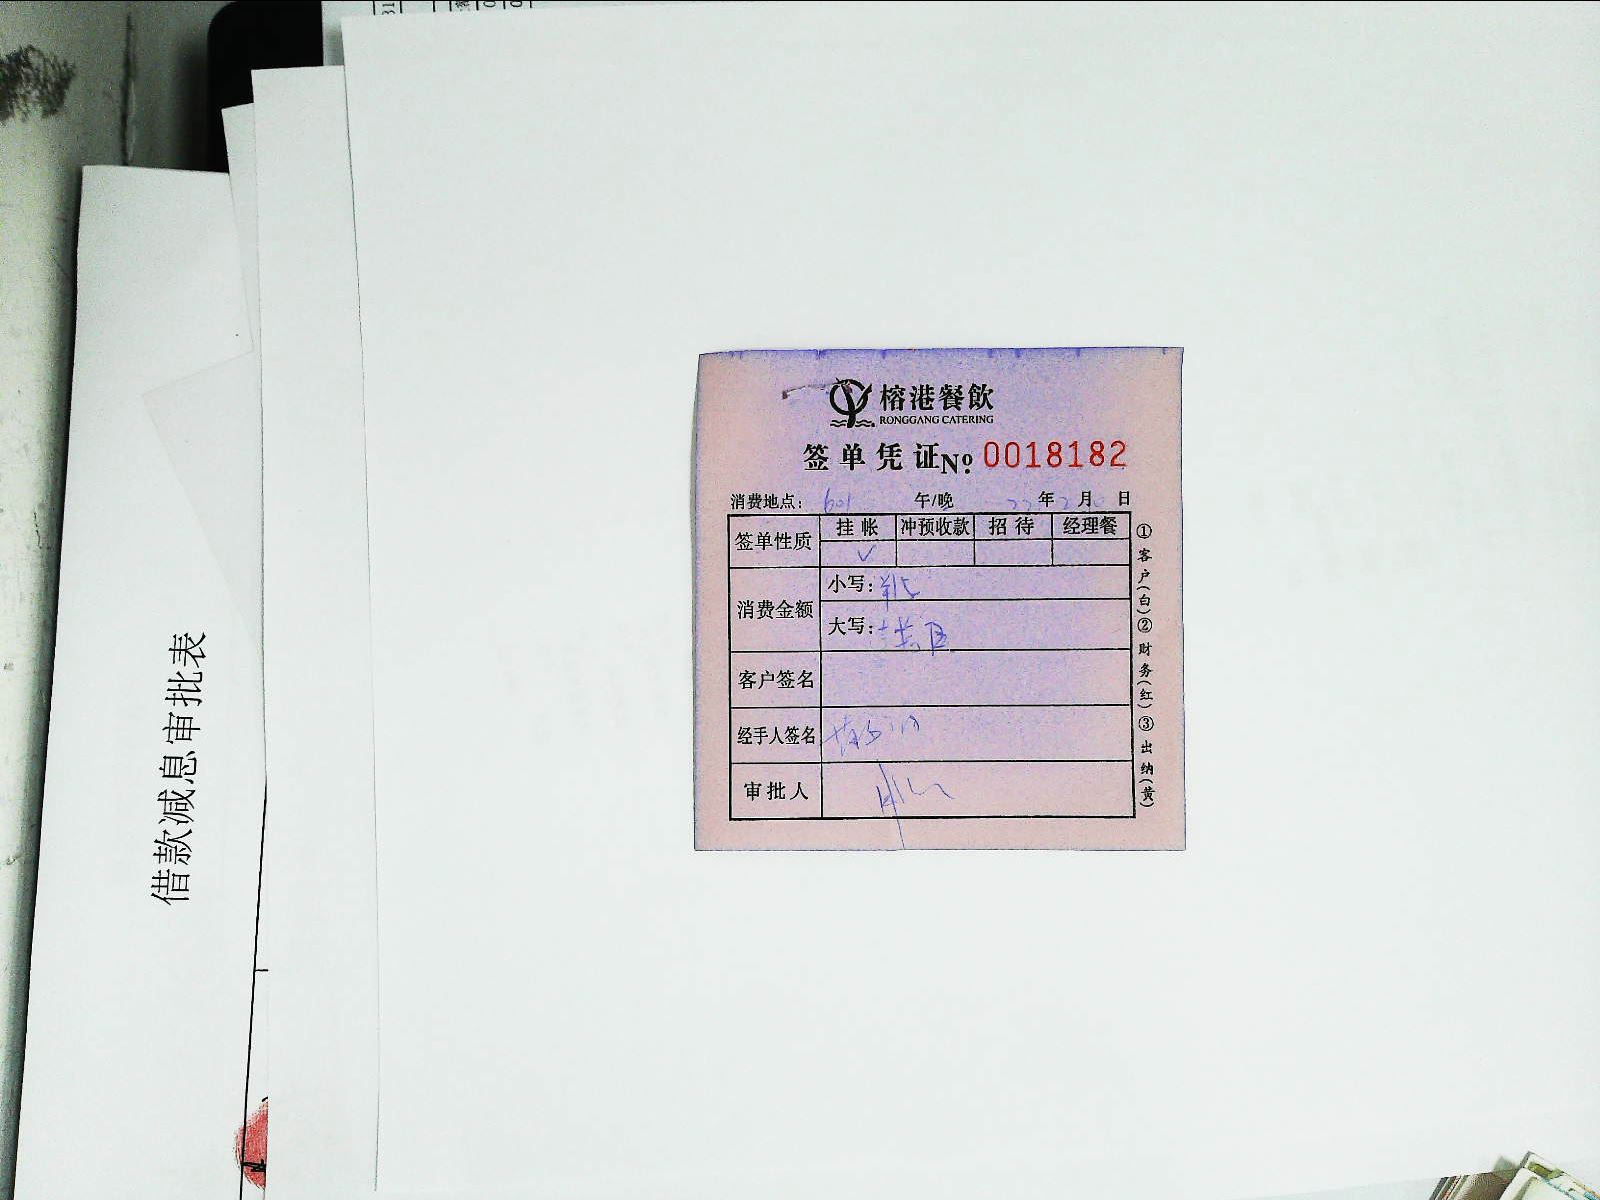 榕港餐飲
RONGGANG CATERING
签单凭证 No 0018182
消费地点: 601 午/晚 年 月 日
签单性质 挂帐 冲预收款 招待 经理餐
✓
消费金额 小写:
大写:
客户签名
经手人签名
审批人
①客户(白)②财务(红)③出纳(黄)
借款减息审批表